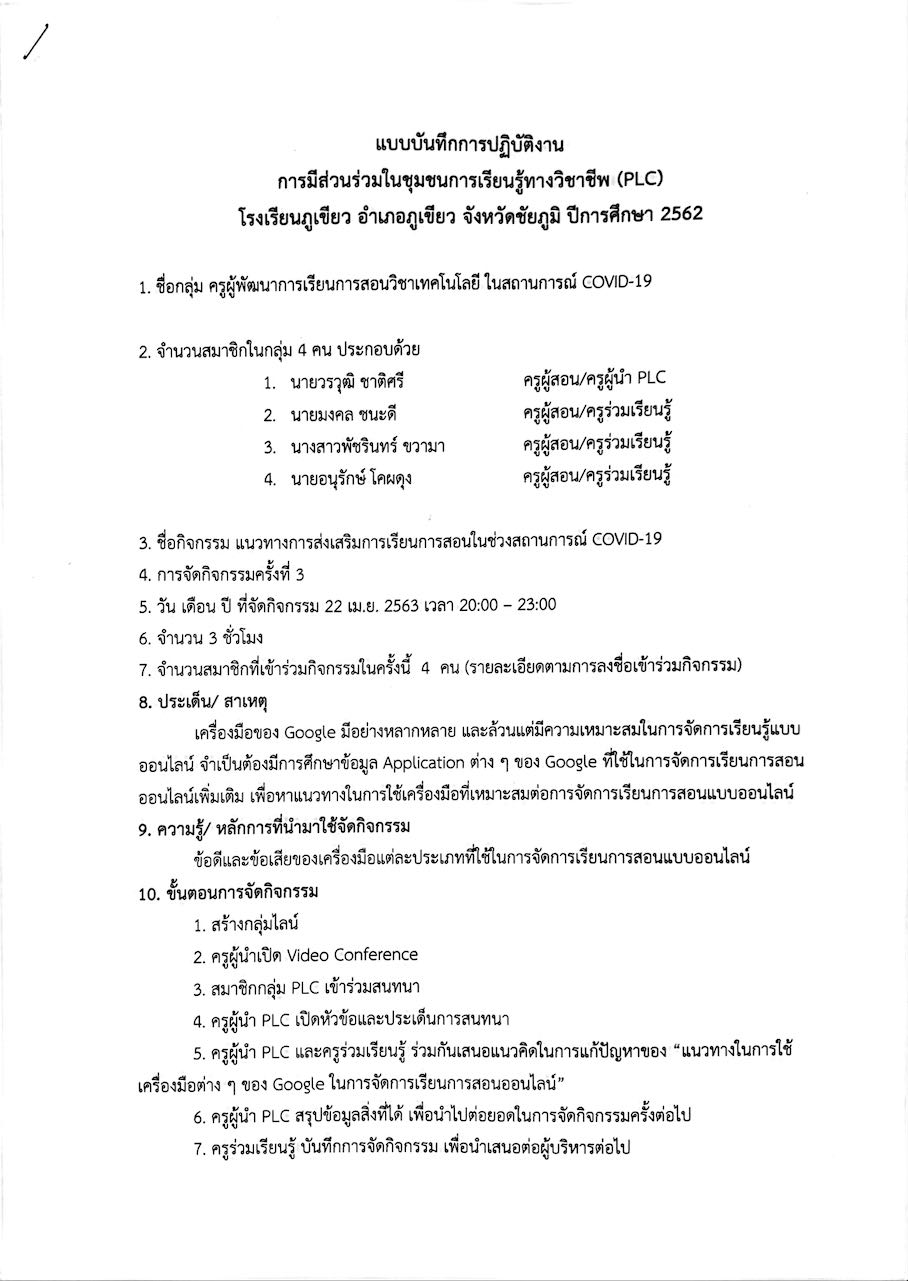 แบบบันทึกการปฏิบัติงาน
การมีส่วนร่วมในชุมชนการเรียนรู้ทางวิชาชีพ (PLC)
โรงเรียนภูเขียว อำเภอภูเขียว จังหวัดชัยภูมิ ปีการศึกษา 2562
1. ชื่อกลุ่ม ครูผู้พัฒนาการเรียนการสอนวิชาเทคโนโลยี ในสถานการณ์ COVID-19
2. จำนวนสมาชิกในกลุ่ม 4 คน ประกอบด้วย
1. นายวรวุฒิ ชาติศรี ครูผู้สอน/ครูผู้นำ PLC
2. นายมงคล ชนะดี ครูผู้สอน/ครูร่วมเรียนรู้
3. นางสาวพัชรินทร์ ขวามา ครูผู้สอน/ครูร่วมเรียนรู้
4. นายอนุรักษ์ โคผดุง ครูผู้สอน/ครูร่วมเรียนรู้
3. ชื่อกิจกรรม แนวทางการส่งเสริมการเรียนการสอนในช่วงสถานการณ์ COVID-19
4. การจัดกิจกรรมครั้งที่ 3
5. วัน เดือน ปี ที่จัดกิจกรรม 22 เม.ย. 2563 เวลา 20:00 – 23:00
6. จำนวน 3 ชั่วโมง
7. จำนวนสมาชิกที่เข้าร่วมกิจกรรมในครั้งนี้ 4 คน (รายละเอียดตามการลงชื่อเข้าร่วมกิจกรรม)
8. ประเด็น/ สาเหตุ
เครื่องมือของ Google มีอย่างหลากหลาย และล้วนแต่มีความเหมาะสมในการจัดการเรียนรู้แบบ
ออนไลน์ จำเป็นต้องมีการศึกษาข้อมูล Application ต่าง ๆ ของ Google ที่ใช้ในการจัดการเรียนการสอน
ออนไลน์เพิ่มเติม เพื่อหาแนวทางในการใช้เครื่องมือที่เหมาะสมต่อการจัดการเรียนการสอนแบบออนไลน์
9. ความรู้/ หลักการที่นำมาใช้จัดกิจกรรม
ข้อดีและข้อเสียของเครื่องมือแต่ละประเภทที่ใช้ในการจัดการเรียนการสอนแบบออนไลน์
10. ขั้นตอนการจัดกิจกรรม
1. สร้างกลุ่มไลน์
2. ครูผู้นำเปิด Video Conference
3. สมาชิกกลุ่ม PLC เข้าร่วมสนทนา
4. ครูผู้นำ PLC เปิดหัวข้อและประเด็นการสนทนา
5. ครูผู้นำ PLC และครูร่วมเรียนรู้ ร่วมกันเสนอแนวคิดในการแก้ปัญหาของ “แนวทางในการใช้
เครื่องมือต่าง ๆ ของ Google ในการจัดการเรียนการสอนออนไลน์”
6. ครูผู้นำ PLC สรุปข้อมูลสิ่งที่ได้ เพื่อนำไปต่อยอดในการจัดกิจกรรมครั้งต่อไป
7. ครูร่วมเรียนรู้ บันทึกการจัดกิจกรรม เพื่อนำเสนอต่อผู้บริหารต่อไป